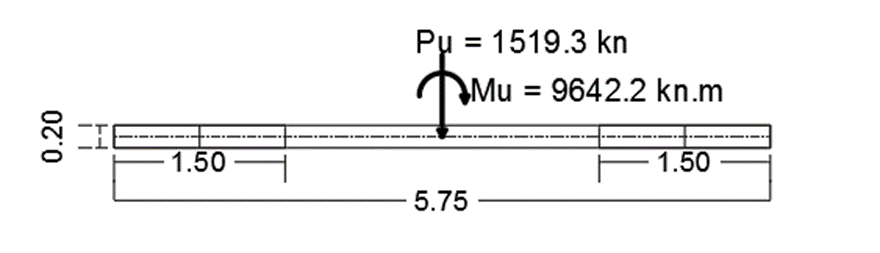 Pu = 1519.3 kn
Mu = 9642.2 kn.m
0.20
1.50 1.50
5.75